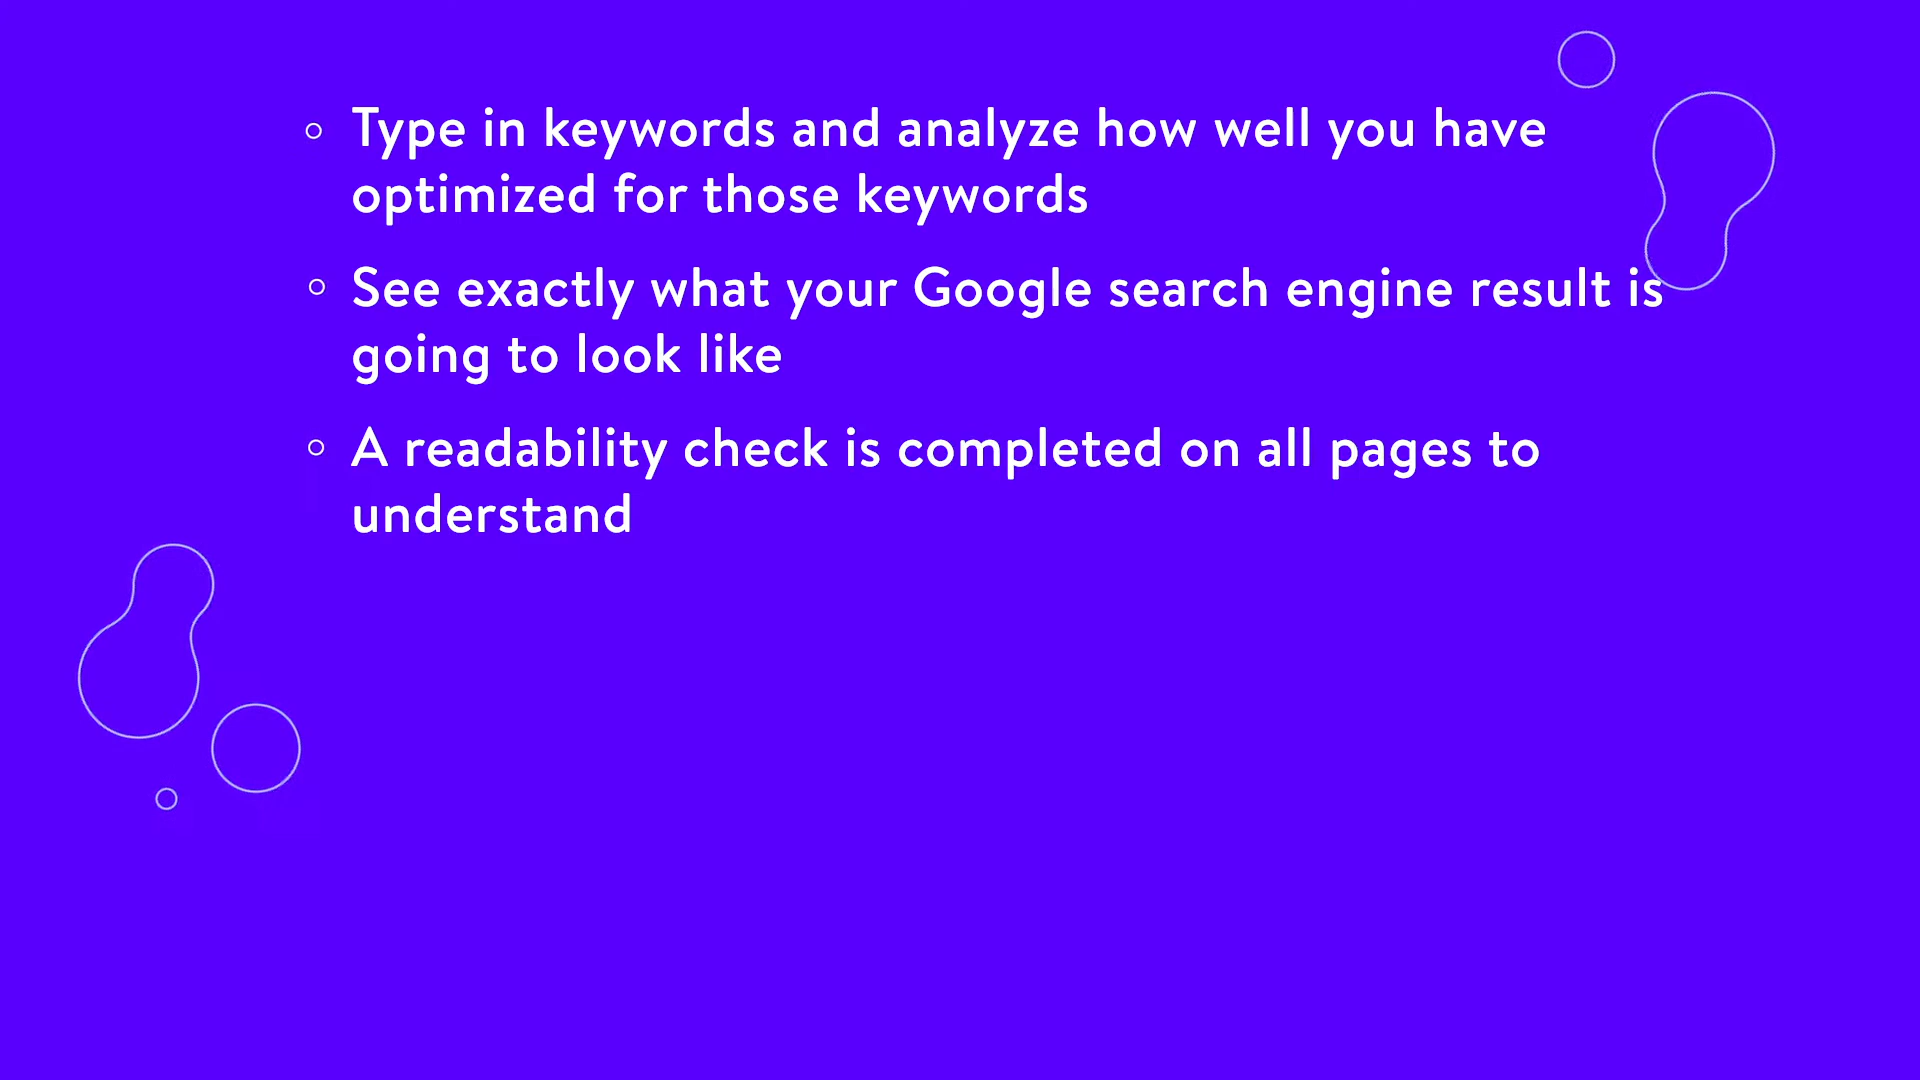 Type in keywords and analyze how well you have
optimized for those keywords
See exactly what your Google search engine result is
going to look like
A readability check is completed on all pages to
understand